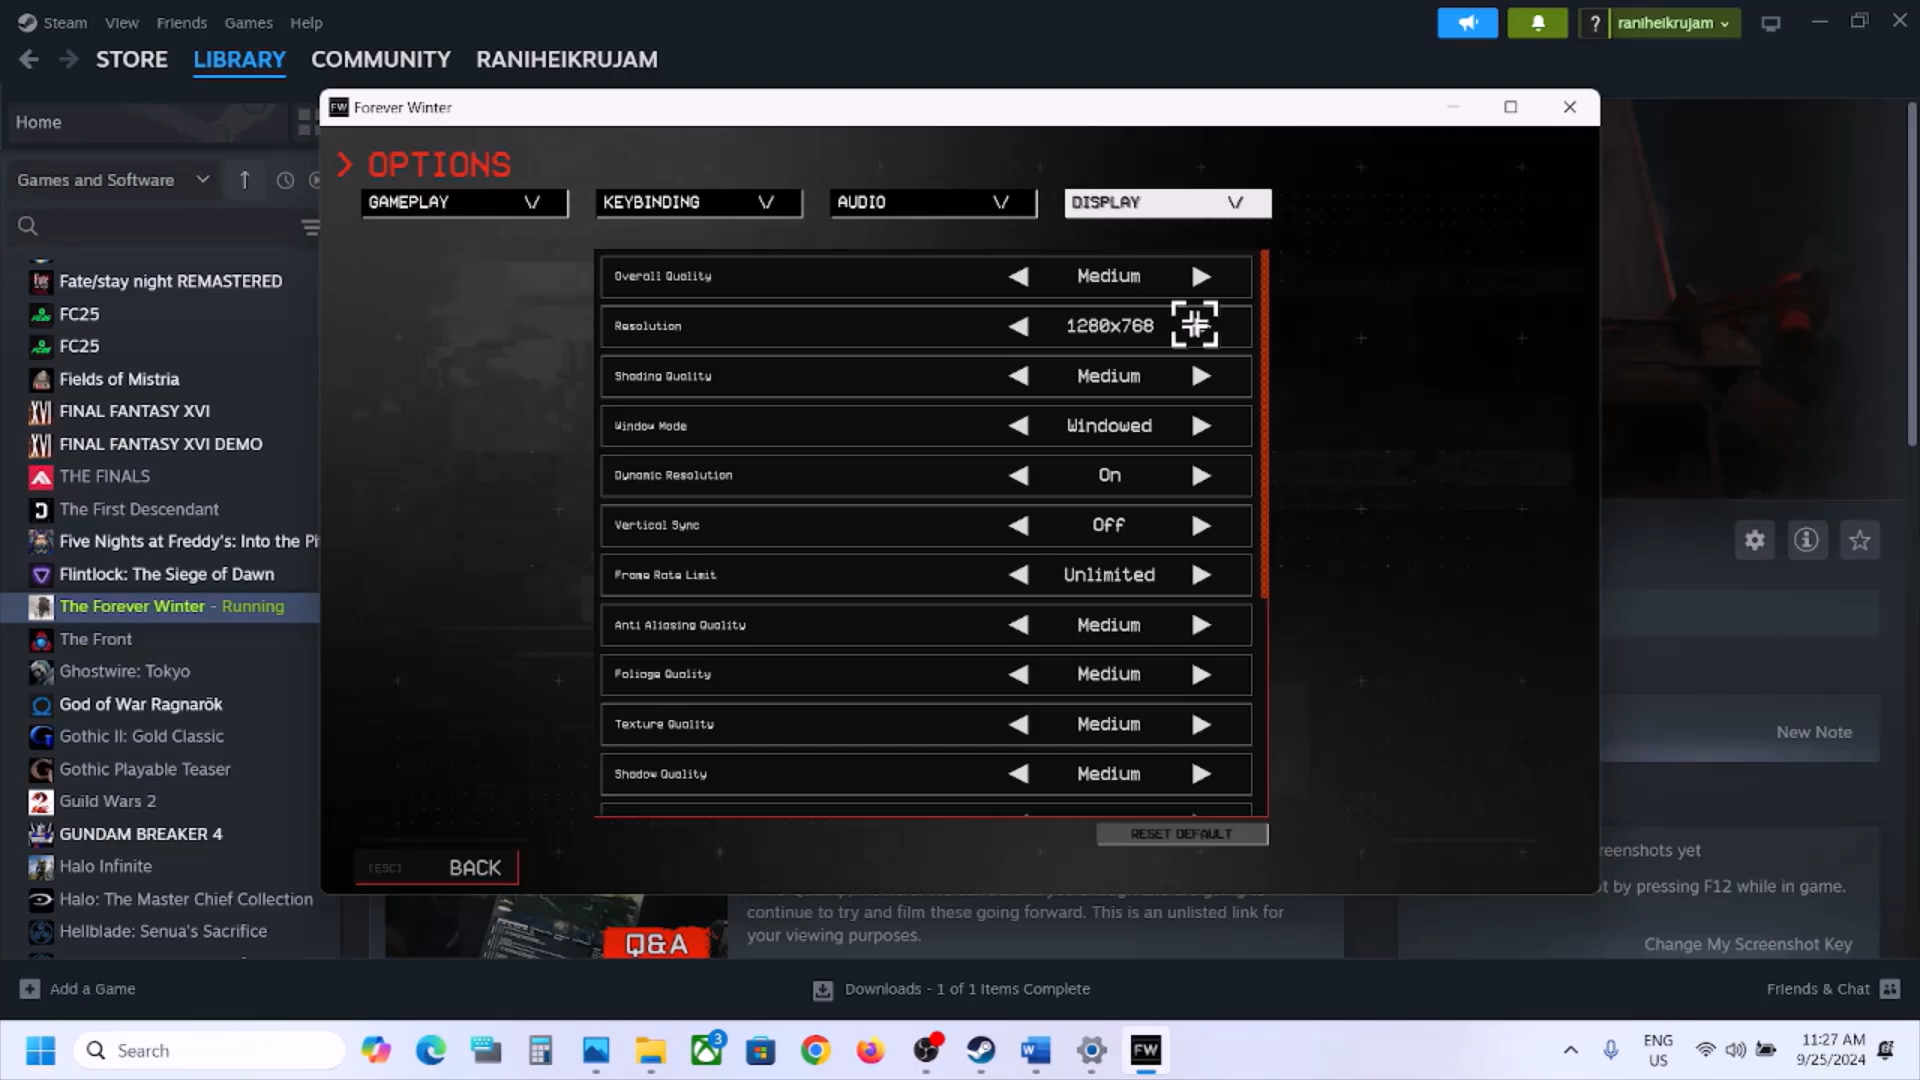 Steam View Friends Games Help
? raniheikrujam
STORE LIBRARY COMMUNITY RANIHEIKRUJAM
FW Forever Winter
Home
> OPTIONS
Games and Software
GAMEPLAY \/ KEYBINDING \/ AUDIO \/ DISPLAY \/
Overall Quality Medium
Resolution 1280x768
Shading Quality Medium
Window Mode Windowed
Dynamic Resolution On
Vertical Sync Off
Frame Rate Limit Unlimited
Anti Aliasing Quality Medium
Foliage Quality Medium
Texture Quality Medium
Shadow Quality Medium
RESET DEFAULT
[ESC] BACK
Fate/stay night REMASTERED
FC25
FC25
Fields of Mistria
FINAL FANTASY XVI
FINAL FANTASY XVI DEMO
THE FINALS
The First Descendant
Five Nights at Freddy's: Into the Pi
Flintlock: The Siege of Dawn
The Forever Winter - Running
The Front
Ghostwire: Tokyo
God of War Ragnarök
Gothic II: Gold Classic
Gothic Playable Teaser
Guild Wars 2
GUNDAM BREAKER 4
Halo Infinite
Halo: The Master Chief Collection
Hellblade: Senua's Sacrifice
New Note
reenshots yet
t by pressing F12 while in game.
Change My Screenshot Key
Q&A
continue to try and film these going forward. This is an unlisted link for
your viewing purposes.
Add a Game Downloads - 1 of 1 Items Complete Friends & Chat
Search
3
FW
ENG
US
11:27 AM
9/25/2024